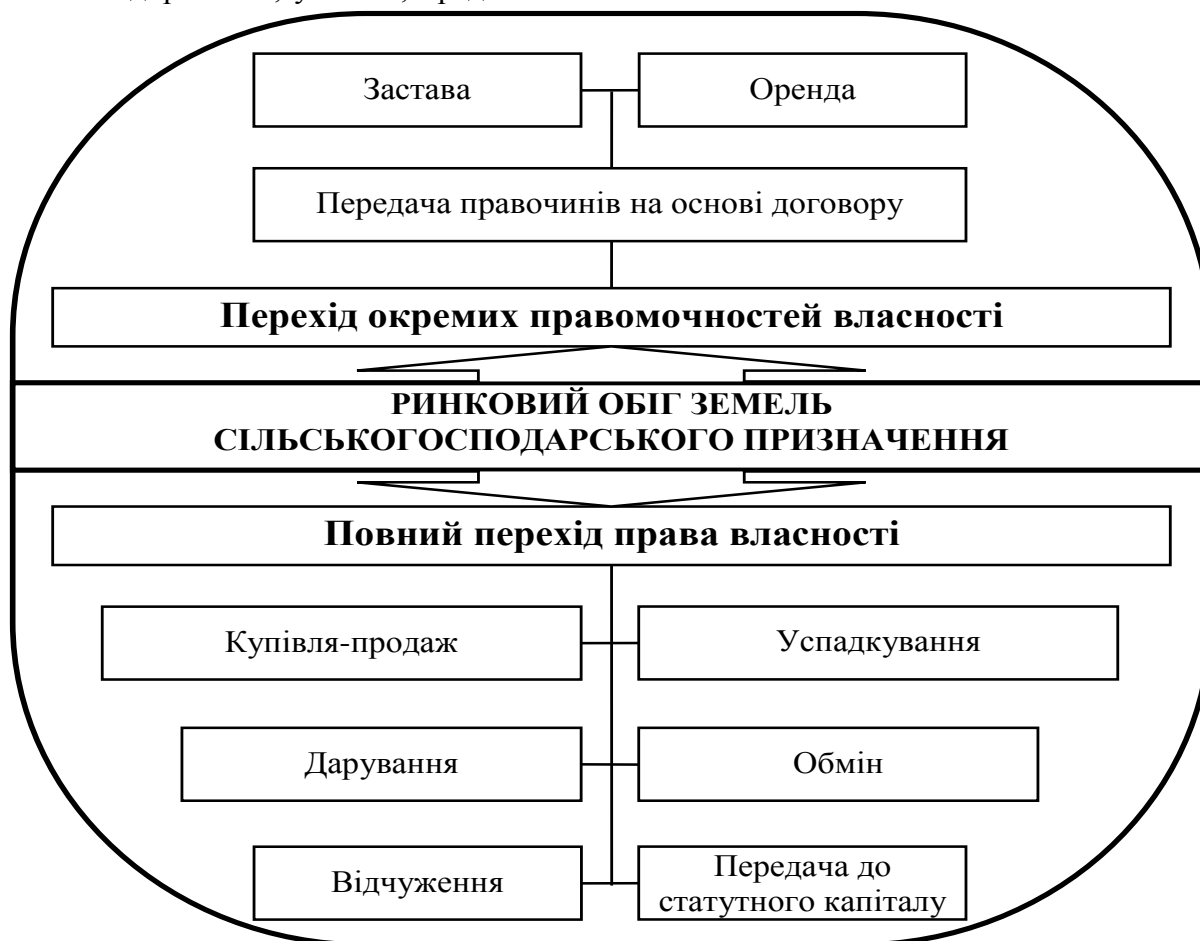 Застава
Оренда
Передача правочинів на основі договору
Перехід окремих правомочностей власності
РИНКОВИЙ ОБІГ ЗЕМЕЛЬ
СІЛЬСЬКОГОСПОДАРСЬКОГО ПРИЗНАЧЕННЯ
Повний перехід права власності
Купівля-продаж
Успадкування
Дарування
Обмін
Відчуження
Передача до
статутного капіталу